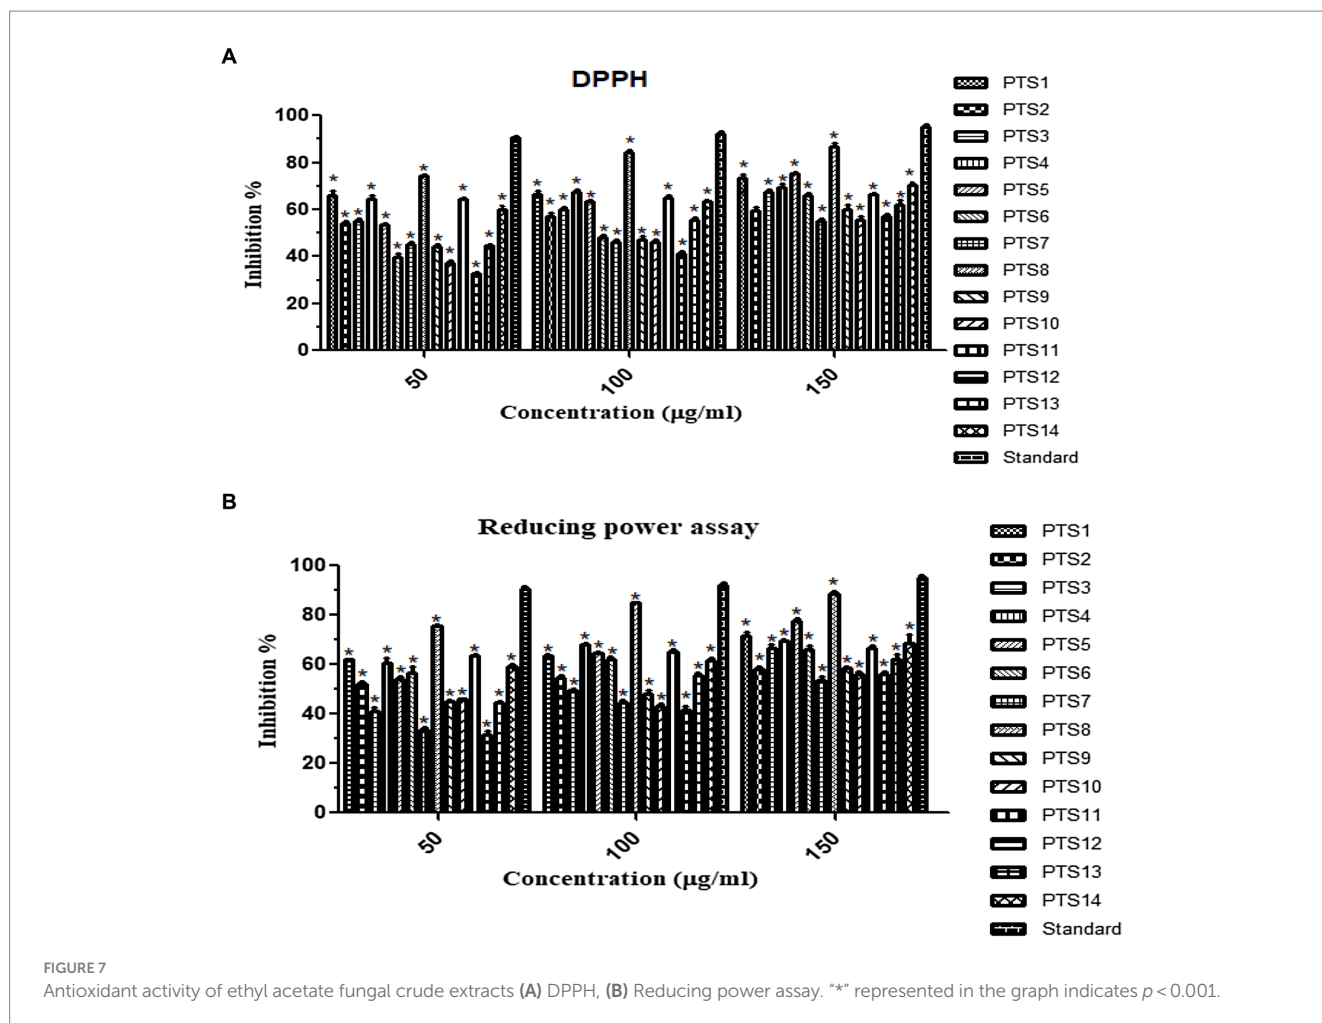 A
DPPH
100
80
60
40
20
0
Inhibition %
* * * * * * * * * * * * * *
* * * * * * * * * * * * * *
* * * * * * * * * * * * * *
50
100
150
Concentration (µg/ml)
PTS1
PTS2
PTS3
PTS4
PTS5
PTS6
PTS7
PTS8
PTS9
PTS10
PTS11
PTS12
PTS13
PTS14
Standard
B
Reducing power assay
100
80
60
40
20
0
Inhibition %
* * * * * * * * * * * * * *
* * * * * * * * * * * * * *
* * * * * * * * * * * * * *
50
100
150
Concentration (µg/ml)
PTS1
PTS2
PTS3
PTS4
PTS5
PTS6
PTS7
PTS8
PTS9
PTS10
PTS11
PTS12
PTS13
PTS14
Standard
FIGURE 7
Antioxidant activity of ethyl acetate fungal crude extracts (A) DPPH, (B) Reducing power assay. "*" represented in the graph indicates p < 0.001.